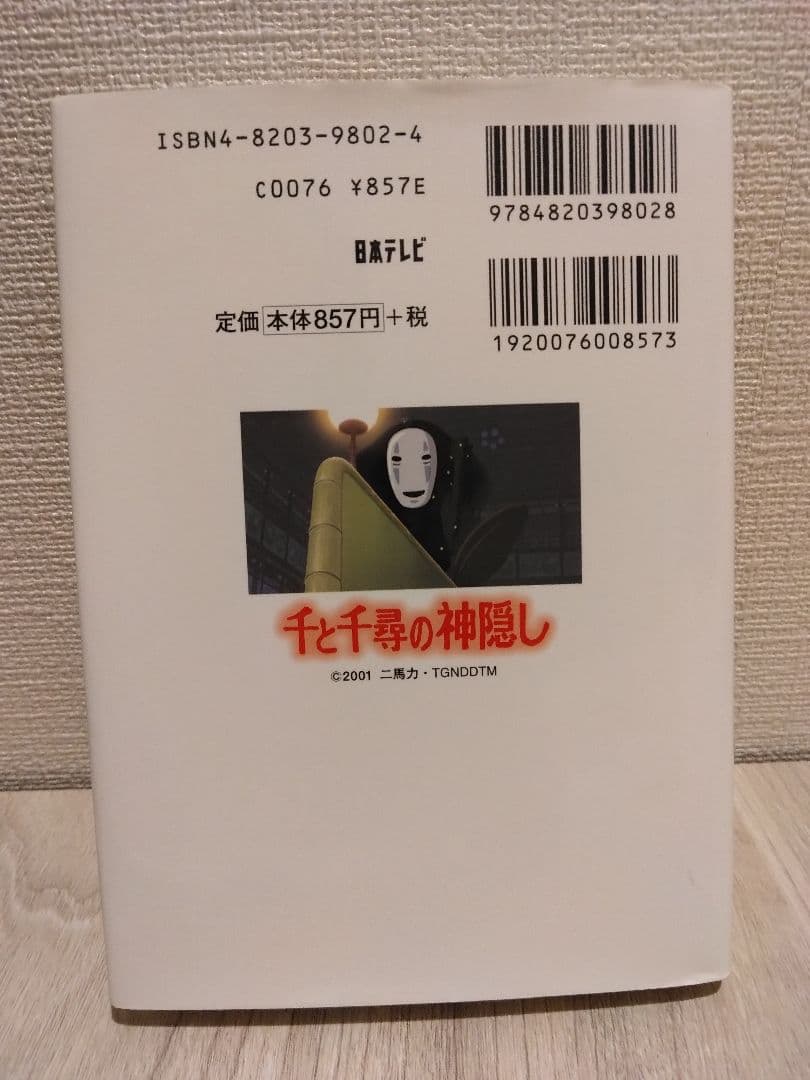 ISBN4-8203-9802-4
C0076 ¥857E
日本テレビ
定価 本体857円+税
9784820398028
1920076008573
千と千尋の神隠し
©2001 二馬力・TGNDDTM